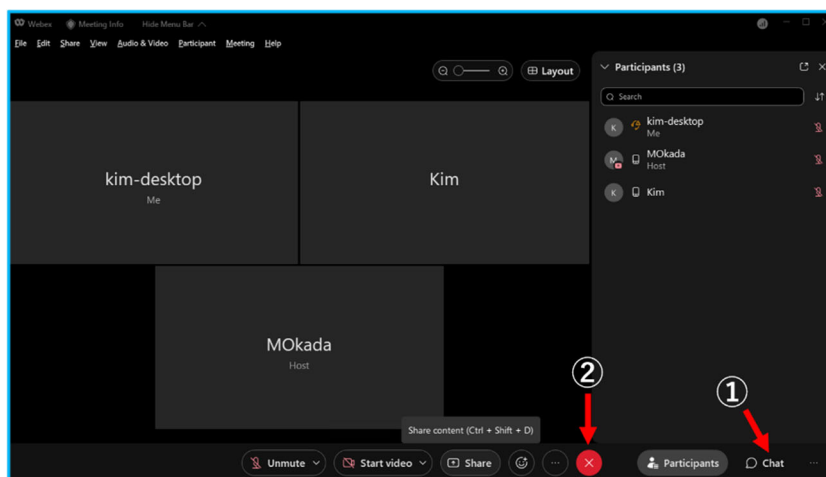 Webex Meeting Info Hide Menu Bar
File Edit Share View Audio & Video Participant Meeting Help
Layout
Participants (3)
Search
K kim-desktop
Me
M MOkada
Host
K Kim
kim-desktop
Me
Kim
MOkada
Host
②
①
Share content (Ctrl + Shift + D)
Unmute Start video Share ... Participants Chat ...